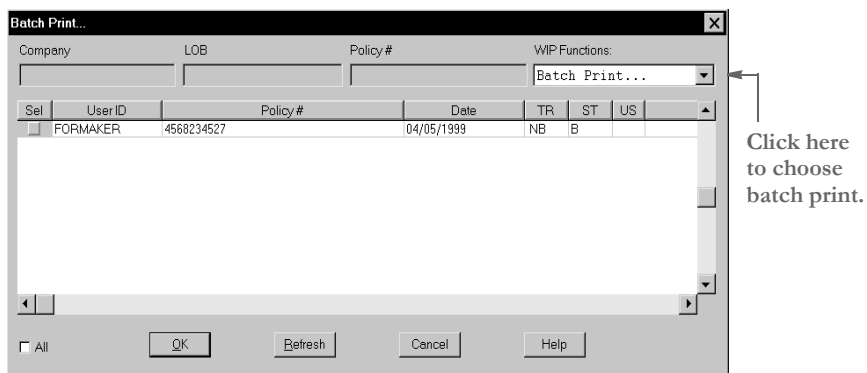 Batch Print...
Company LOB Policy # WIP Functions:
Batch Print...
Sel User ID Policy # Date TR ST US
FORMAKER 4568234527 04/05/1999 NB B
All OK Refresh Cancel Help
Click here
to choose
batch print.